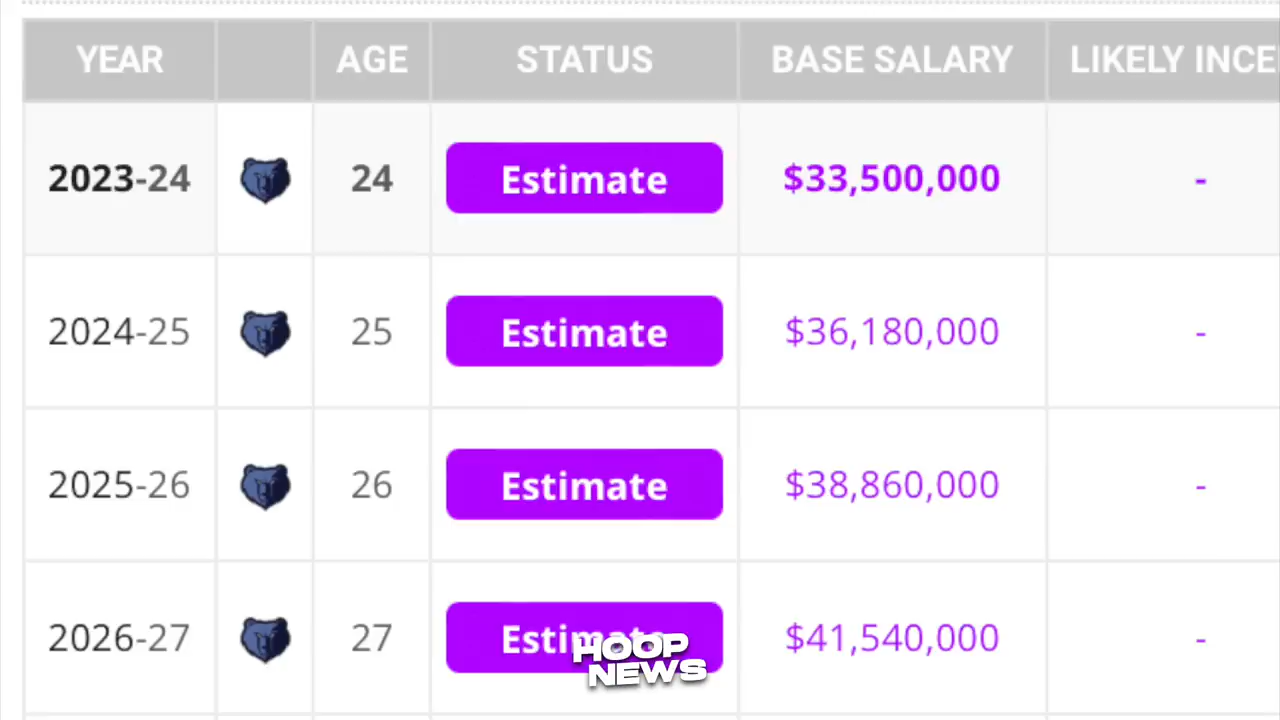 YEAR AGE STATUS BASE SALARY LIKELY INCE
2023-24 24 Estimate $33,500,000 -
2024-25 25 Estimate $36,180,000 -
2025-26 26 Estimate $38,860,000 -
2026-27 27 Estimate $41,540,000 -
HOOP
NEWS